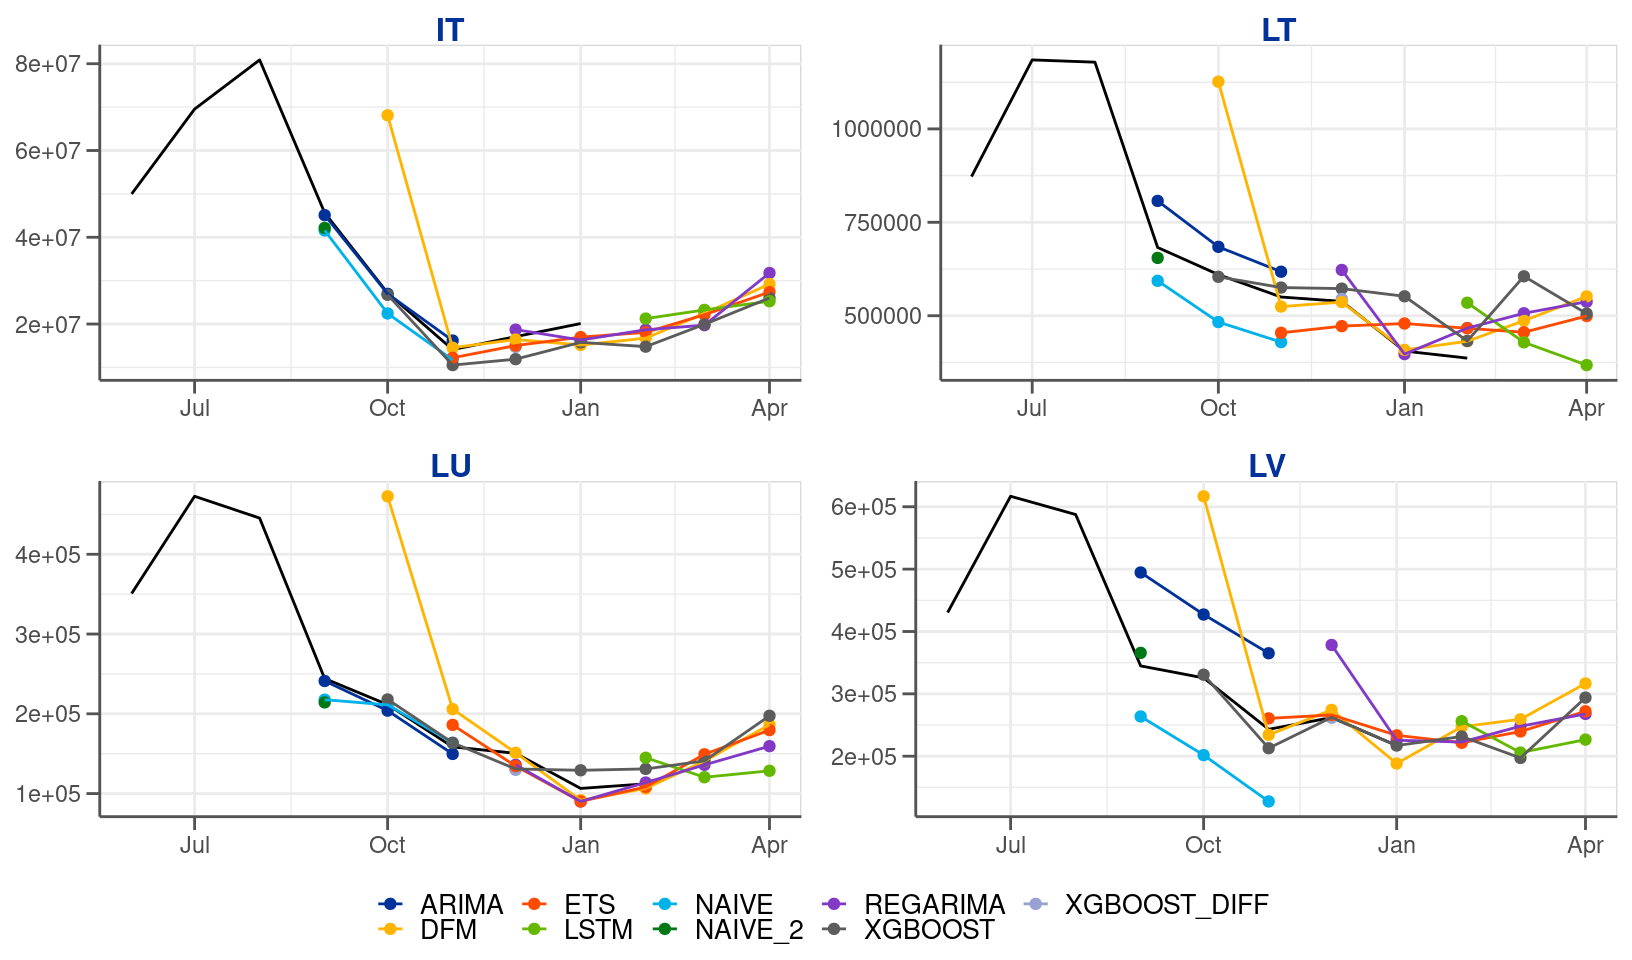 IT
LT
8e+07
6e+07
4e+07
2e+07
Jul
Oct
Jan
Apr
1000000
750000
500000
Jul
Oct
Jan
Apr
LU
LV
4e+05
3e+05
2e+05
1e+05
Jul
Oct
Jan
Apr
6e+05
5e+05
4e+05
3e+05
2e+05
Jul
Oct
Jan
Apr
ARIMA ETS NAIVE REGARIMA XGBOOST_DIFF
DFM LSTM NAIVE_2 XGBOOST